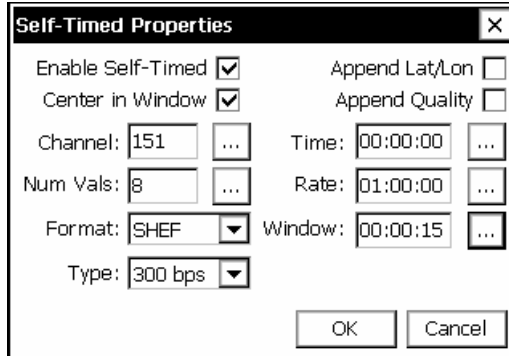 Self-Timed Properties
Enable Self-Timed Append Lat/Lon
Center in Window Append Quality
Channel: 151 ... Time: 00:00:00 ...
Num Vals: 8 ... Rate: 01:00:00 ...
Format: SHEF Window: 00:00:15 ...
Type: 300 bps
OK Cancel